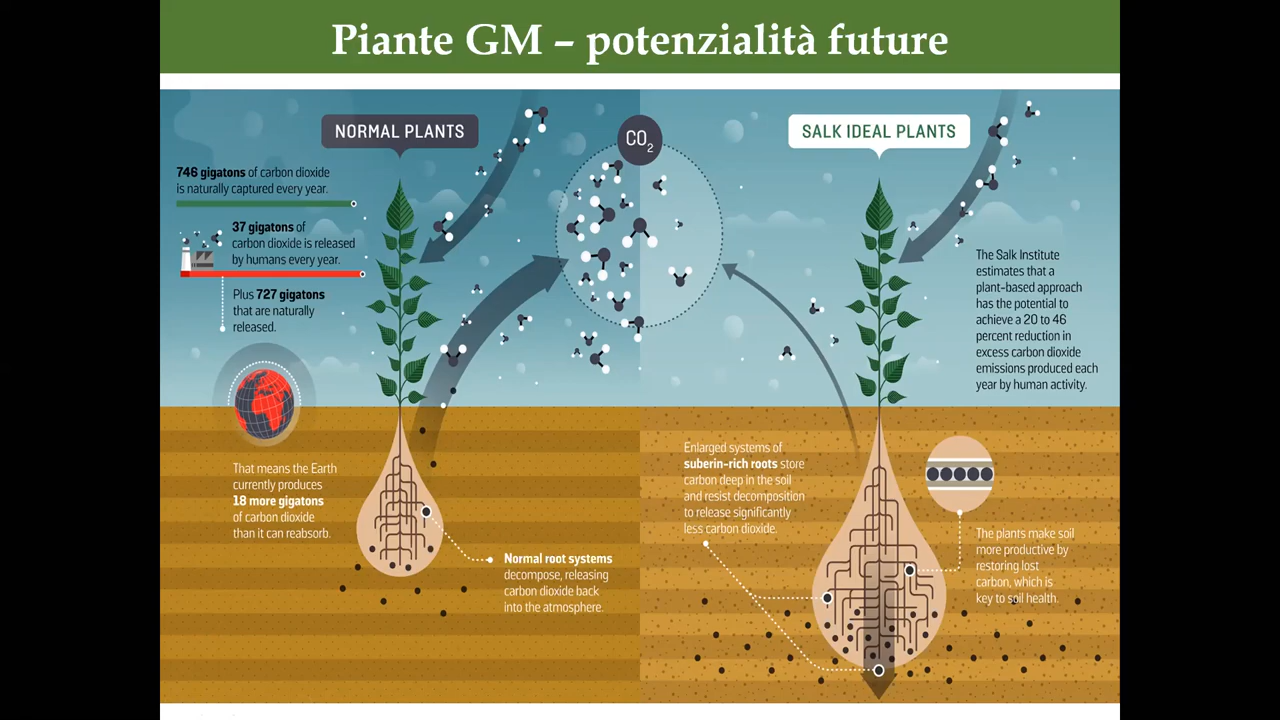 Piante GM – potenzialità future
NORMAL PLANTS
746 gigatons of carbon dioxide
is naturally captured every year.
37 gigatons of
carbon dioxide is released
by humans every year.
Plus 727 gigatons
that are naturally
released.
That means the Earth
currently produces
18 more gigatons
of carbon dioxide
than it can reabsorb.
Normal root systems
decompose, releasing
carbon dioxide back
into the atmosphere.
CO2
SALK IDEAL PLANTS
The Salk Institute
estimates that a
plant-based approach
has the potential to
achieve a 20 to 46
percent reduction in
excess carbon dioxide
emissions produced each
year by human activity.
Enlarged systems of
suberin-rich roots store
carbon deep in the soil
and resist decomposition
to release significantly
less carbon dioxide.
The plants make soil
more productive by
restoring lost
carbon, which is
key to soil health.